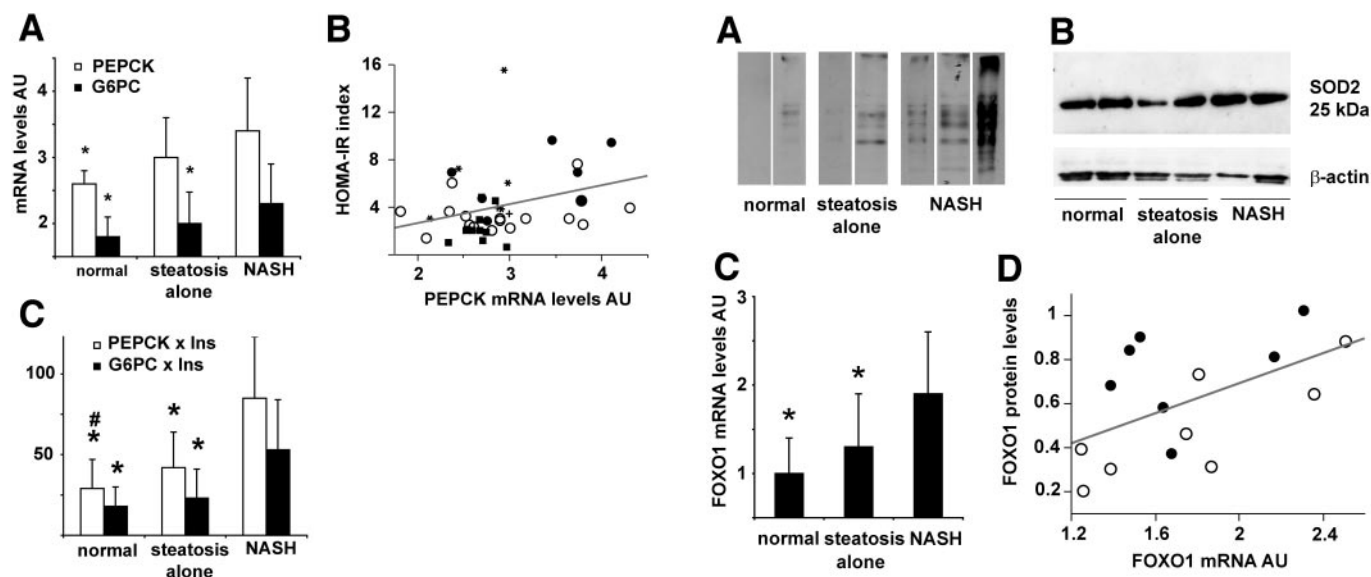 A
PEPCK
G6PC
mRNA levels AU
4
3
2
*
*
*
normal
steatosis
alone
NASH
B
HOMA-IR index
16
12
8
4
2
3
4
PEPCK mRNA levels AU
C
PEPCK x Ins
G6PC x Ins
100
50
#
*
*
*
*
normal
steatosis
alone
NASH
A
normal
steatosis
alone
NASH
B
SOD2
25 kDa
β-actin
normal
steatosis
alone
NASH
C
FOXO1 mRNA levels AU
3
2
1
0
*
*
normal
steatosis
alone
NASH
D
FOXO1 protein levels
1
0.8
0.6
0.4
0.2
1.2
1.6
2
2.4
FOXO1 mRNA AU